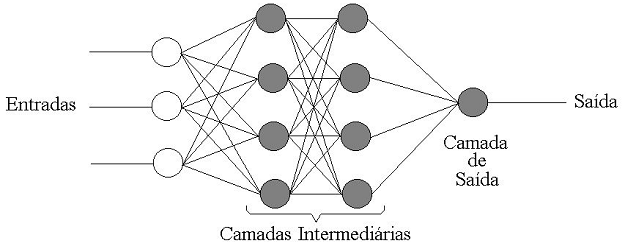 Entradas
Saída
Camada
de
Saída
Camadas Intermediárias